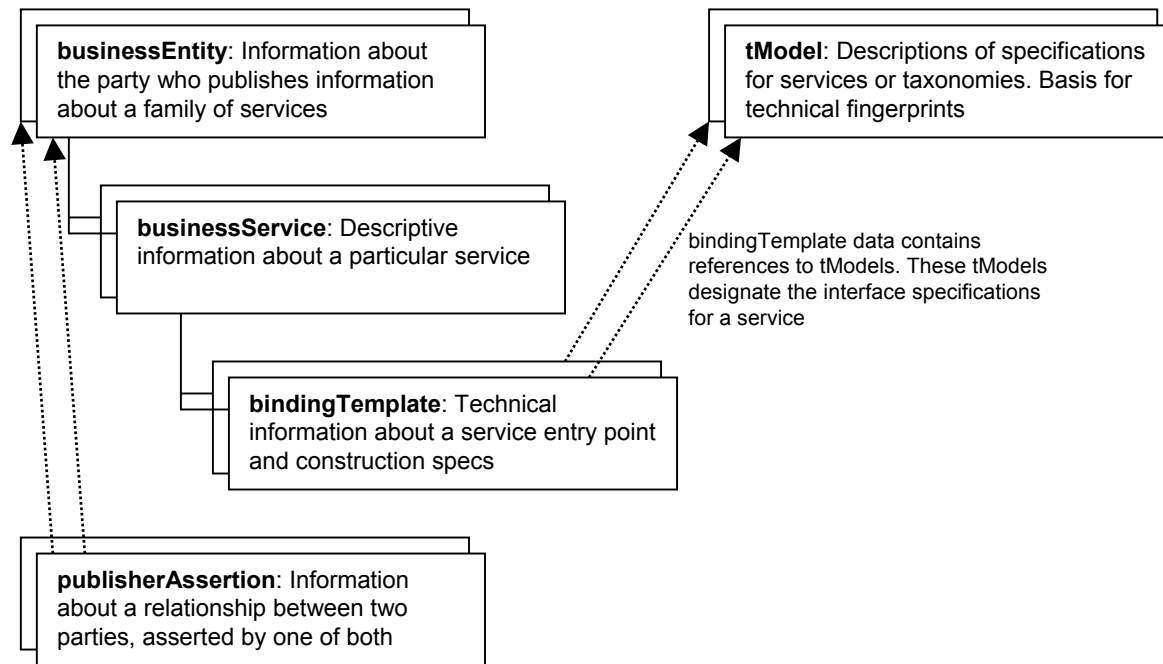 businessEntity: Information about
the party who publishes information
about a family of services
tModel: Descriptions of specifications
for services or taxonomies. Basis for
technical fingerprints
businessService: Descriptive
information about a particular service
bindingTemplate data contains
references to tModels. These tModels
designate the interface specifications
for a service
bindingTemplate: Technical
information about a service entry point
and construction specs
publisherAssertion: Information
about a relationship between two
parties, asserted by one of both